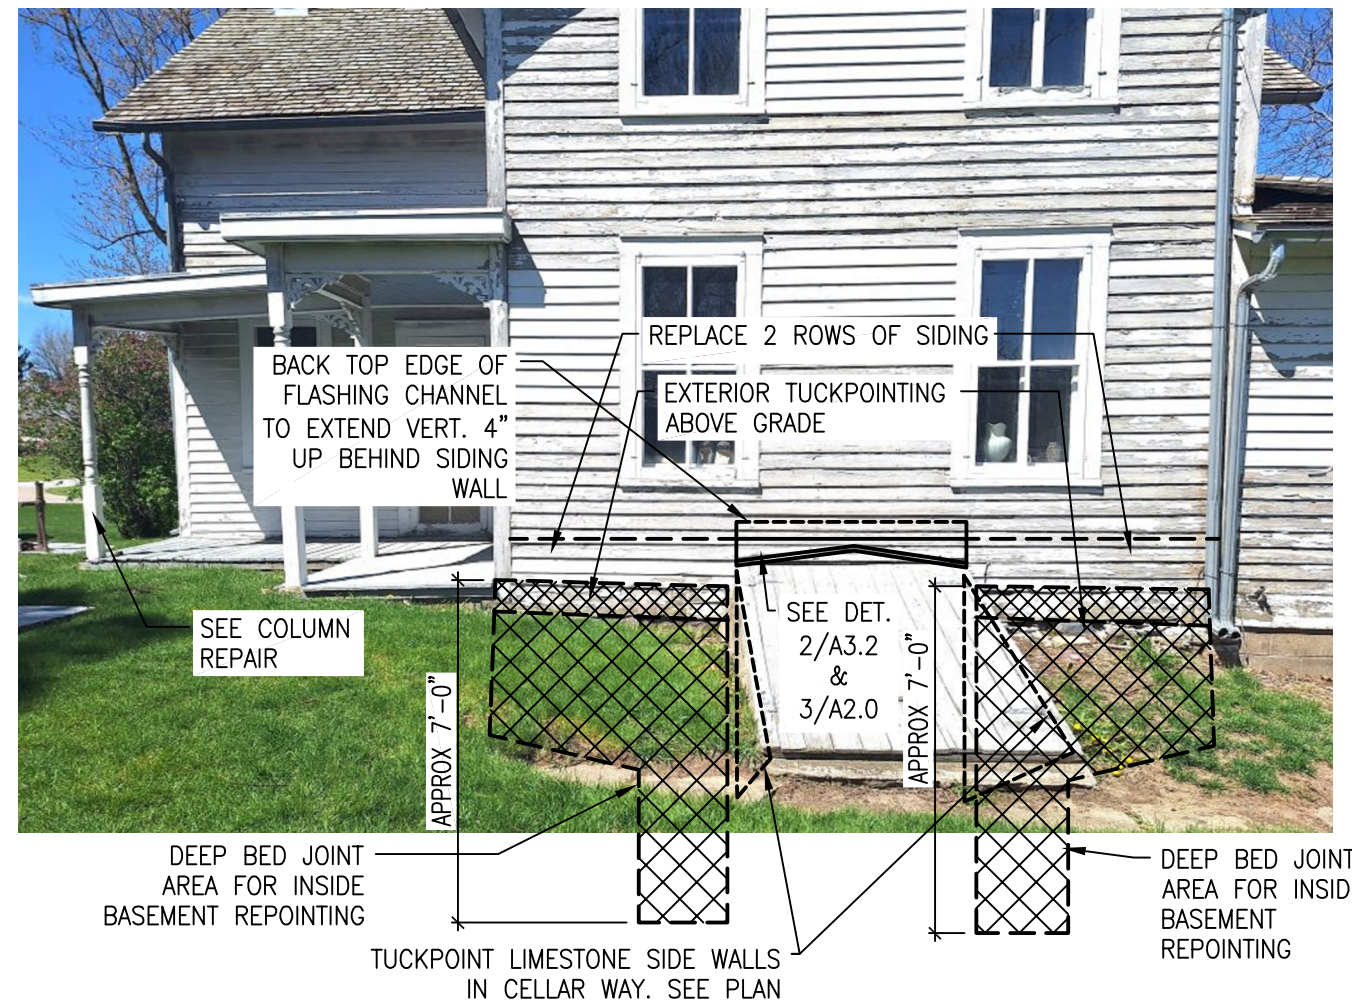 REPLACE 2 ROWS OF SIDING
BACK TOP EDGE OF
FLASHING CHANNEL
TO EXTEND VERT. 4"
UP BEHIND SIDING
WALL
EXTERIOR TUCKPOINTING
ABOVE GRADE
SEE COLUMN
REPAIR
SEE DET.
2/A3.2
&
3/A2.0
APPROX 7'-0"
APPROX 7'-0"
DEEP BED JOINT
AREA FOR INSIDE
BASEMENT REPOINTING
TUCKPOINT LIMESTONE SIDE WALLS
IN CELLAR WAY. SEE PLAN
DEEP BED JOINT
AREA FOR INSID
BASEMENT
REPOINTING